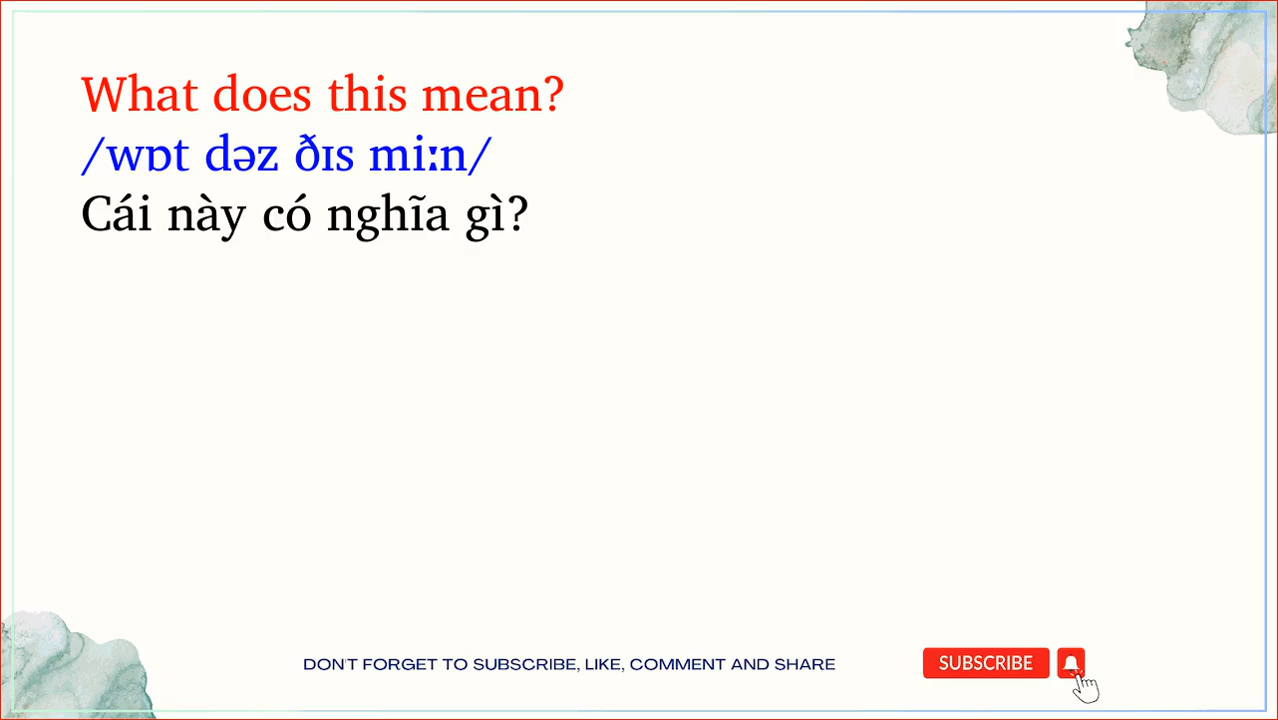 What does this mean?
/wɒt dəz ðɪs miːn/
Cái này có nghĩa gì?
DON'T FORGET TO SUBSCRIBE, LIKE, COMMENT AND SHARE
SUBSCRIBE